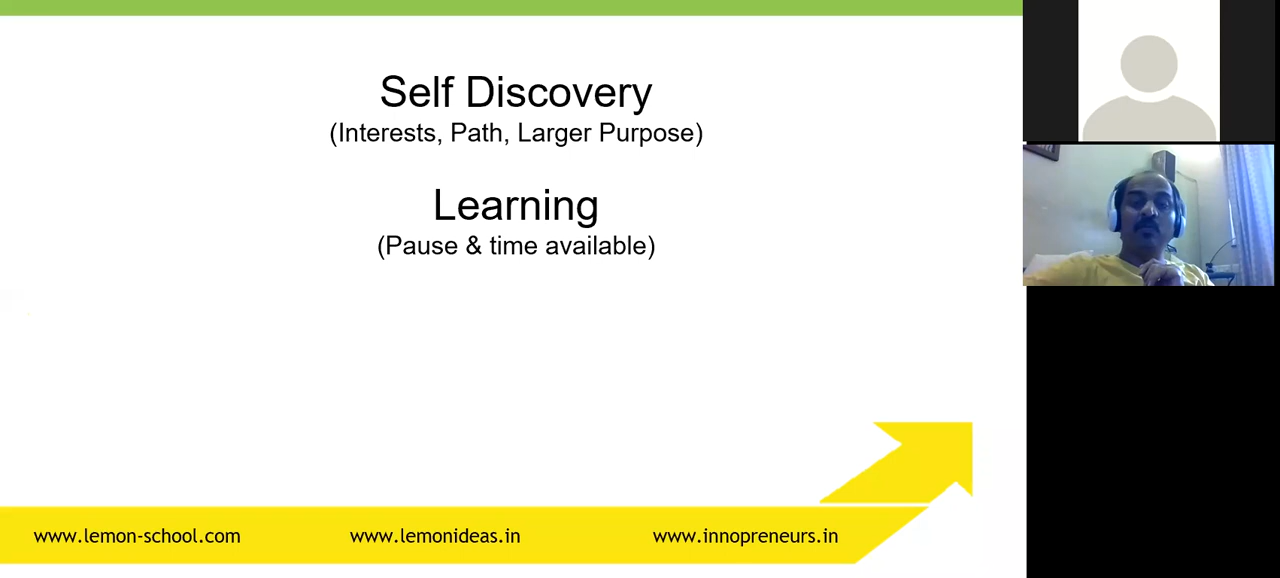 Self Discovery
(Interests, Path, Larger Purpose)
Learning
(Pause & time available)
www.lemon-school.com www.lemonideas.in www.innopreneurs.in